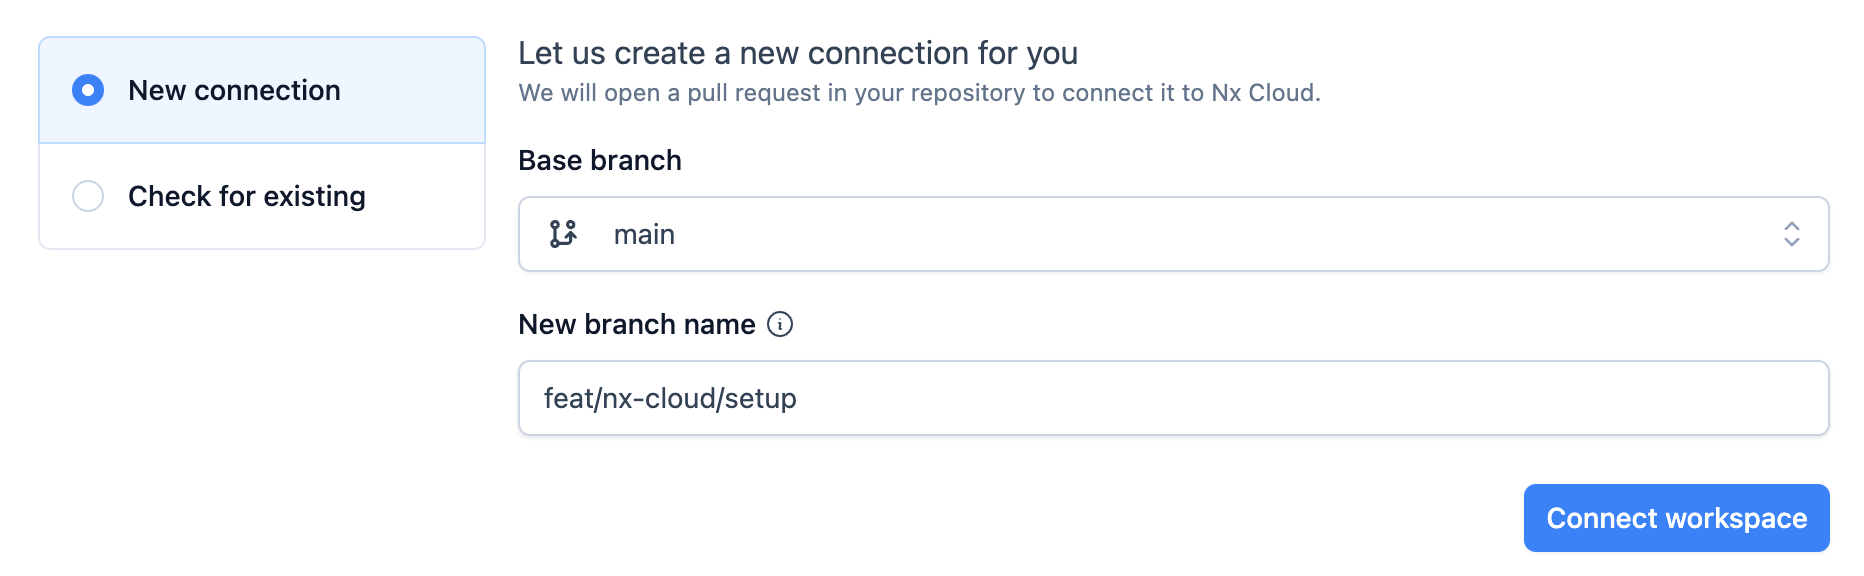 New connection
Check for existing
Let us create a new connection for you
We will open a pull request in your repository to connect it to Nx Cloud.
Base branch
main
New branch name
feat/nx-cloud/setup
Connect workspace